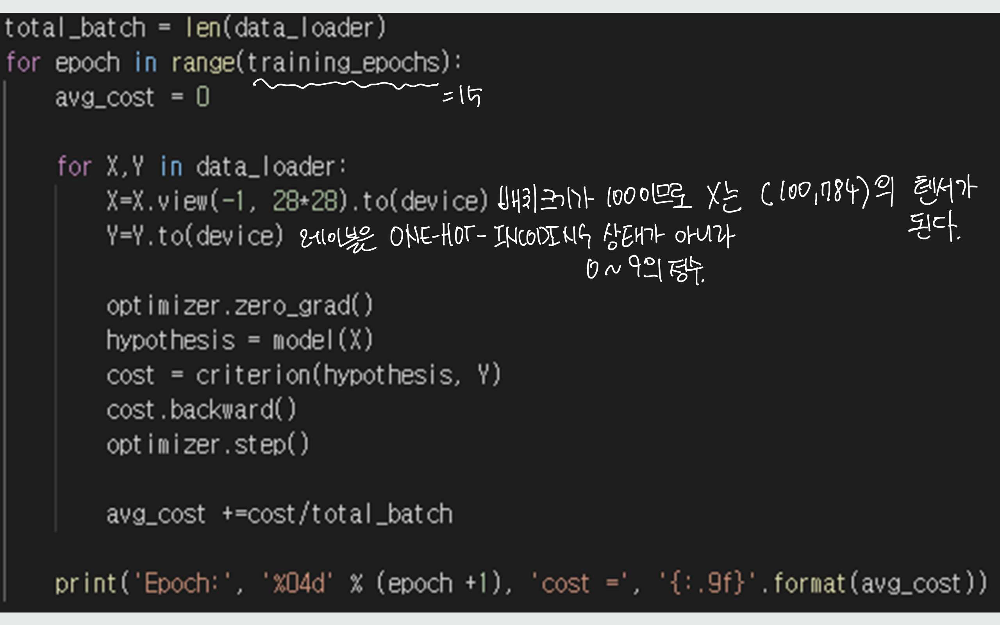 total_batch = len(data_loader)
for epoch in range(training_epochs):
avg_cost = 0
=15
for X,Y in data_loader:
X=X.view(-1, 28*28).to(device) 배치크기가 100이므로 X는 (100,784)의 텐서가
된다.
Y=Y.to(device) 레이블은 ONE-HOT-INCODING 상태가 아니라
0~9의 정수.
optimizer.zero_grad()
hypothesis = model(X)
cost = criterion(hypothesis, Y)
cost.backward()
optimizer.step()
avg_cost +=cost/total_batch
print('Epoch:', '%04d' % (epoch +1), 'cost =', '{:.9f}'.format(avg_cost))